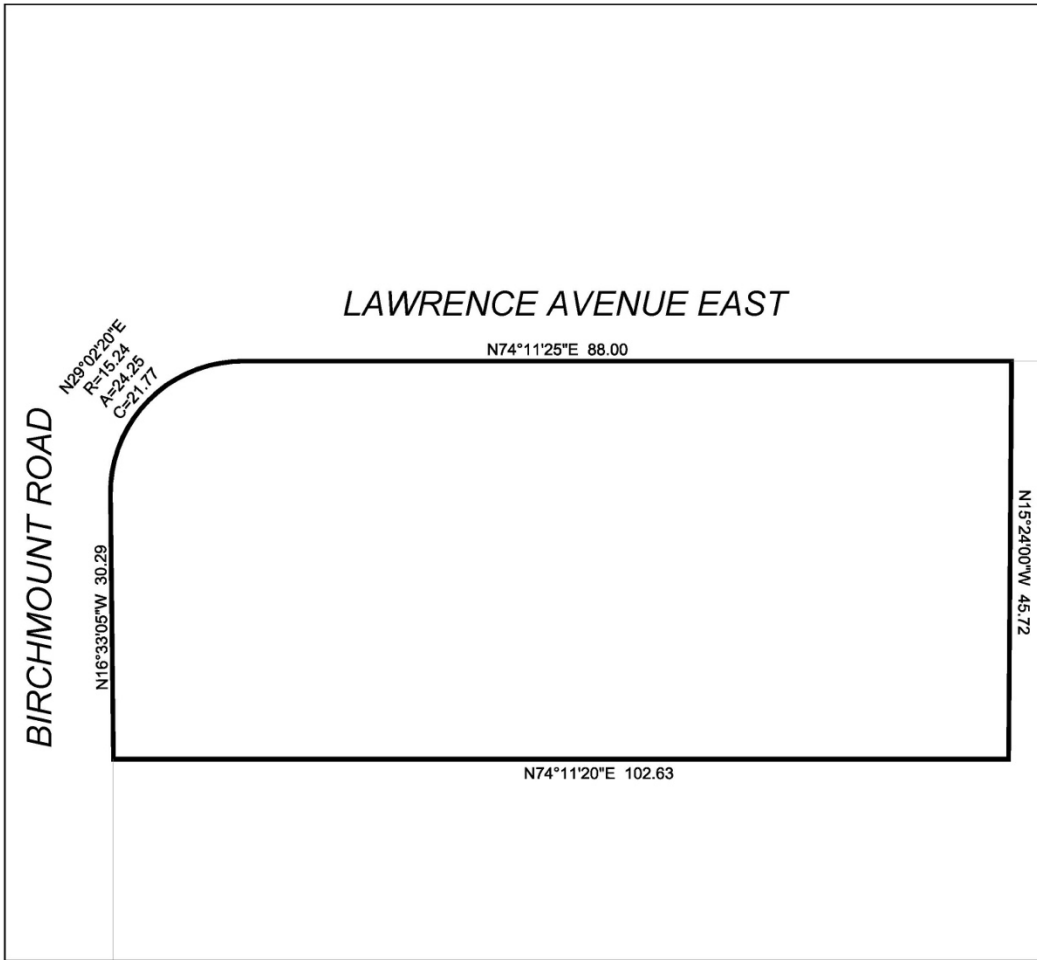 LAWRENCE AVENUE EAST
N74°11'25"E 88.00
N29°02'20"E
R=15.24
A=24.25
C=21.77
BIRCHMOUNT ROAD
N16°33'05"W 30.29
N15°24'00"W 45.72
N74°11'20"E 102.63